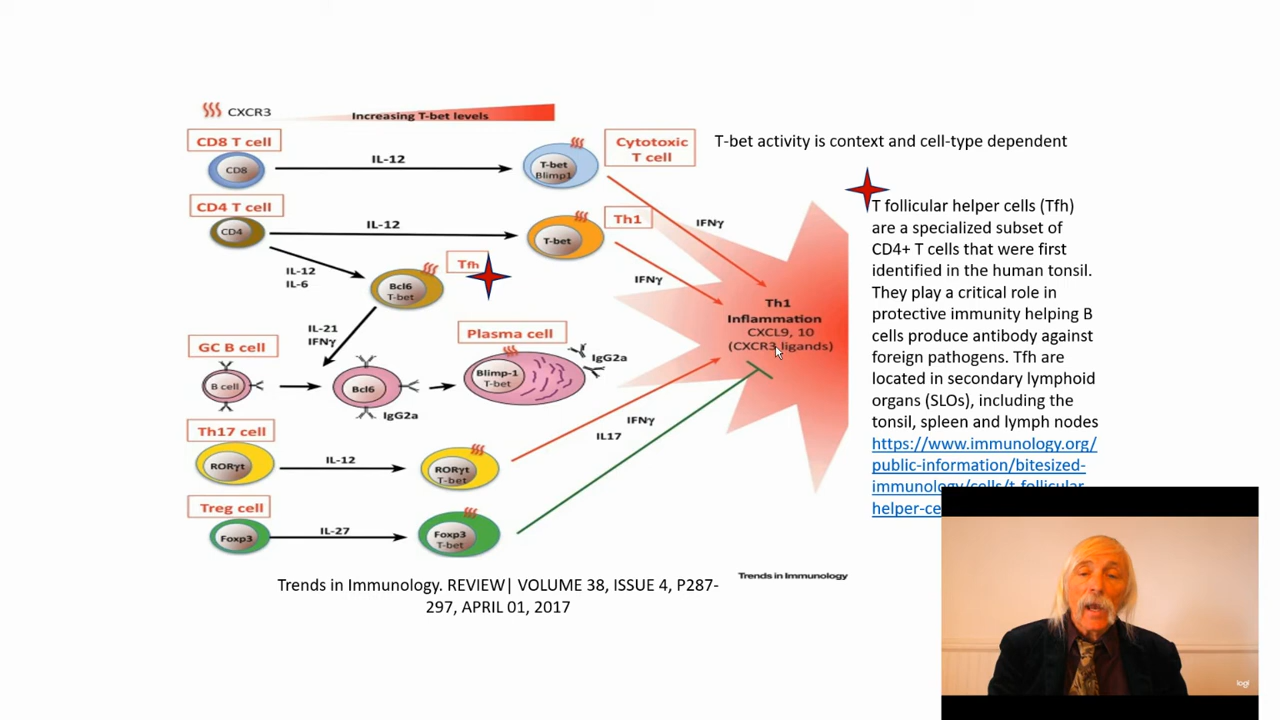 CXCR3
Increasing T-bet levels
CD8 T cell
CD8
IL-12
T-bet
Blimp1
Cytotoxic
T cell
T-bet activity is context and cell-type dependent
CD4 T cell
CD4
IL-12
T-bet
Th1
IFNγ
IFNγ
IL-12
IL-6
Bcl6
T-bet
Tfh
IL-21
IFNγ
GC B cell
B cell
Bcl6
IgG2a
Plasma cell
Blimp-1
T-bet
IgG2a
Th17 cell
RORγt
IL-12
RORγt
T-bet
IFNγ
IL17
Treg cell
Foxp3
IL-27
Foxp3
T-bet
Th1
Inflammation
CXCL9, 10
(CXCR3 ligands)
T follicular helper cells (Tfh)
are a specialized subset of
CD4+ T cells that were first
identified in the human tonsil.
They play a critical role in
protective immunity helping B
cells produce antibody against
foreign pathogens. Tfh are
located in secondary lymphoid
organs (SLOs), including the
tonsil, spleen and lymph nodes
https://www.immunology.org/
public-information/bitesized-
immunology/cells/t-follicular-
helper-ce
Trends in Immunology
Trends in Immunology. REVIEW| VOLUME 38, ISSUE 4, P287-
297, APRIL 01, 2017
logi